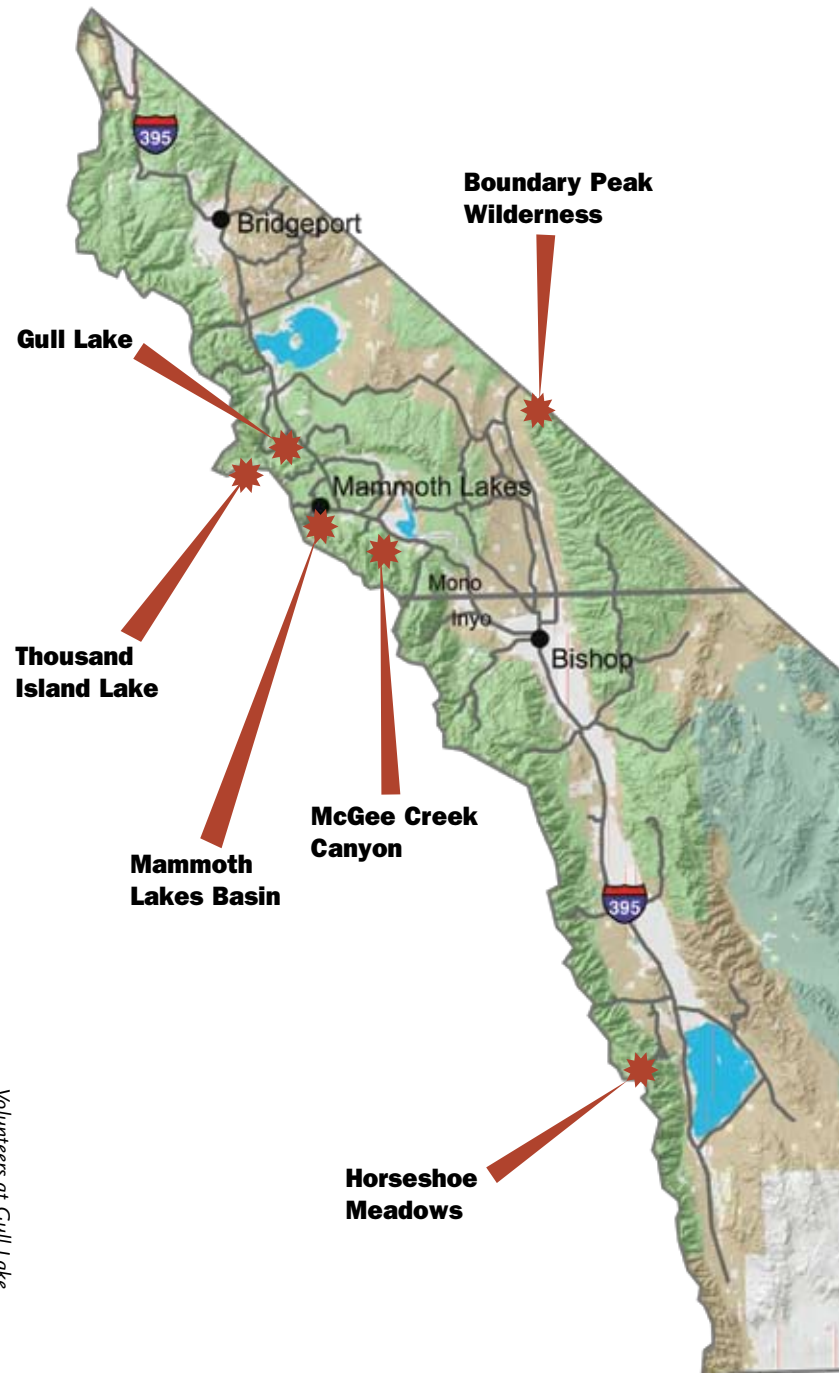 395
Bridgeport
Boundary Peak
Wilderness
Gull Lake
Mammoth Lakes
Mono
Inyo
Bishop
Thousand
Island Lake
McGee Creek
Canyon
Mammoth
Lakes Basin
395
Horseshoe
Meadows
Volunteers at Gull Lake